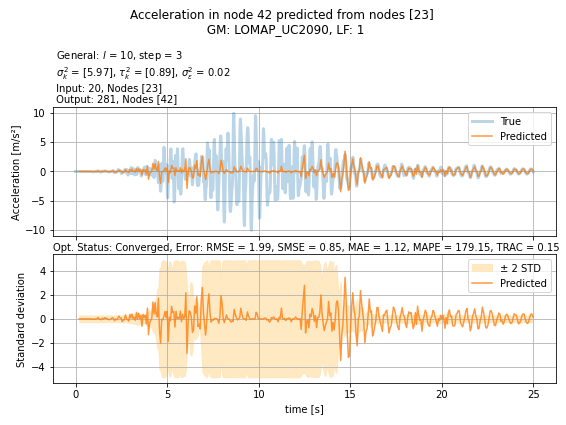 Acceleration in node 42 predicted from nodes [23]
GM: LOMAP_UC2090, LF: 1
General: l = 10, step = 3
σ²ₖ = [5.97], τ²ₖ = [0.89], σ²ε = 0.02
Input: 20, Nodes [23]
Output: 281, Nodes [42]
Acceleration [m/s²]
10
5
0
−5
−10
True
Predicted
Opt. Status: Converged, Error: RMSE = 1.99, SMSE = 0.85, MAE = 1.12, MAPE = 179.15, TRAC = 0.15
Standard deviation
4
2
0
−2
−4
± 2 STD
Predicted
0 5 10 15 20 25
time [s]